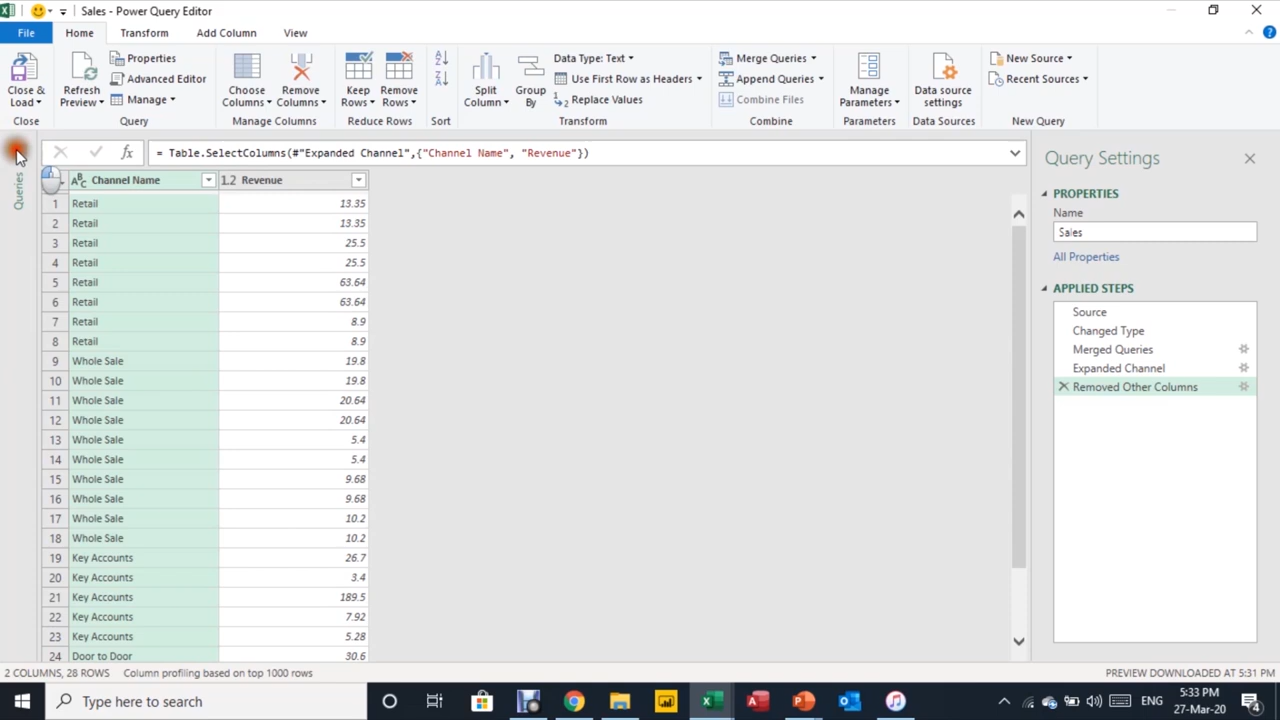 Sales - Power Query Editor
File Home Transform Add Column View
Close & Load
Refresh Preview
Properties
Advanced Editor
Manage
Choose Columns
Remove Columns
Keep Rows
Remove Rows
Split Column
Group By
Data Type: Text
Use First Row as Headers
Replace Values
Merge Queries
Append Queries
Combine Files
Manage Parameters
Data source settings
New Source
Recent Sources
Close Query Manage Columns Reduce Rows Sort Transform Combine Parameters Data Sources New Query
Queries
fx = Table.SelectColumns(#"Expanded Channel",{"Channel Name", "Revenue"})
ABC Channel Name 1.2 Revenue
1 Retail 13.35
2 Retail 13.35
3 Retail 25.5
4 Retail 25.5
5 Retail 63.64
6 Retail 63.64
7 Retail 8.9
8 Retail 8.9
9 Whole Sale 19.8
10 Whole Sale 19.8
11 Whole Sale 20.64
12 Whole Sale 20.64
13 Whole Sale 5.4
14 Whole Sale 5.4
15 Whole Sale 9.68
16 Whole Sale 9.68
17 Whole Sale 10.2
18 Whole Sale 10.2
19 Key Accounts 26.7
20 Key Accounts 3.4
21 Key Accounts 189.5
22 Key Accounts 7.92
23 Key Accounts 5.28
24 Door to Door 30.6
Query Settings
PROPERTIES
Name
Sales
All Properties
APPLIED STEPS
Source
Changed Type
Merged Queries
Expanded Channel
Removed Other Columns
2 COLUMNS, 28 ROWS Column profiling based on top 1000 rows PREVIEW DOWNLOADED AT 5:31 PM
Type here to search
ENG
5:33 PM
27-Mar-20
4